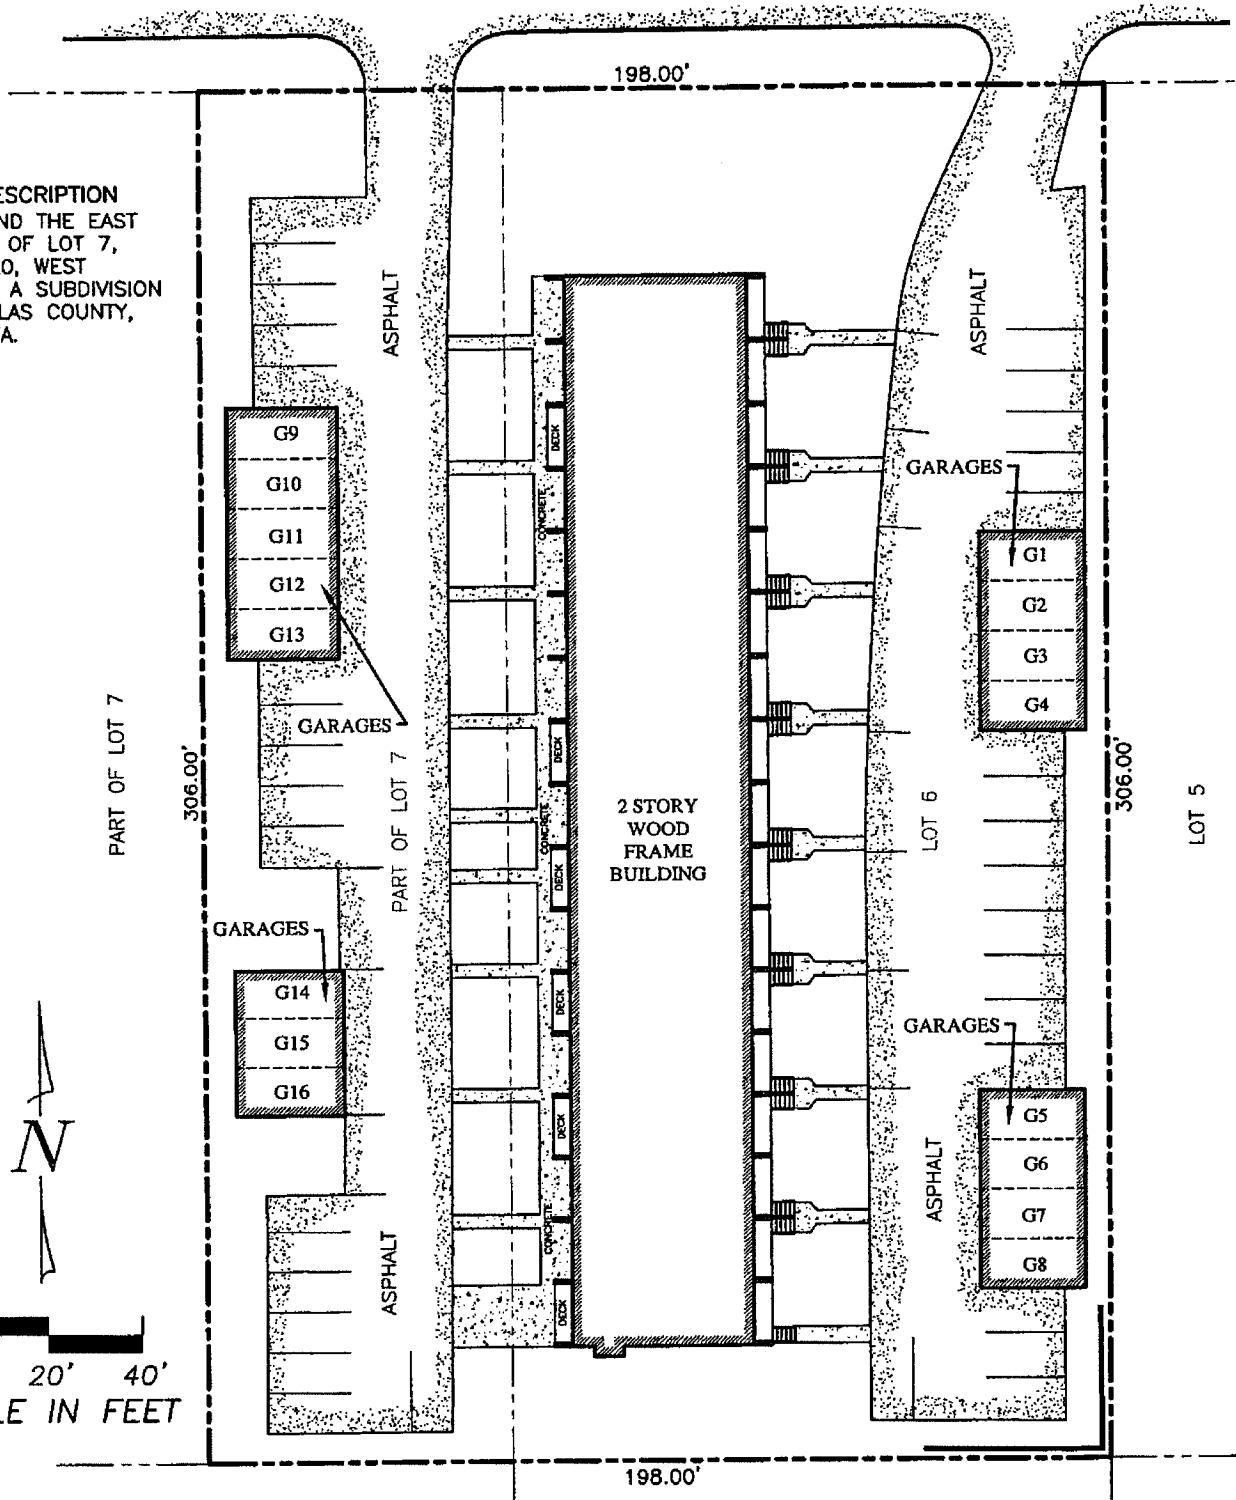 198.00'
ESCRIPTION
ND THE EAST
OF LOT 7,
O, WEST
A SUBDIVISION
LAS COUNTY,
A.
ASPHALT
ASPHALT
G9
G10
G11
G12
G13
GARAGES
DECK
CONCRETE
GARAGES
G1
G2
G3
G4
PART OF LOT 7
306.00'
PART OF LOT 7
DECK
CONCRETE
DECK
2 STORY
WOOD
FRAME
BUILDING
LOT 6
306.00'
LOT 5
GARAGES
G14
G15
G16
DECK
DECK
CONCRETE
DECK
GARAGES
G5
G6
G7
G8
ASPHALT
ASPHALT
N
20' 40'
LE IN FEET
198.00'